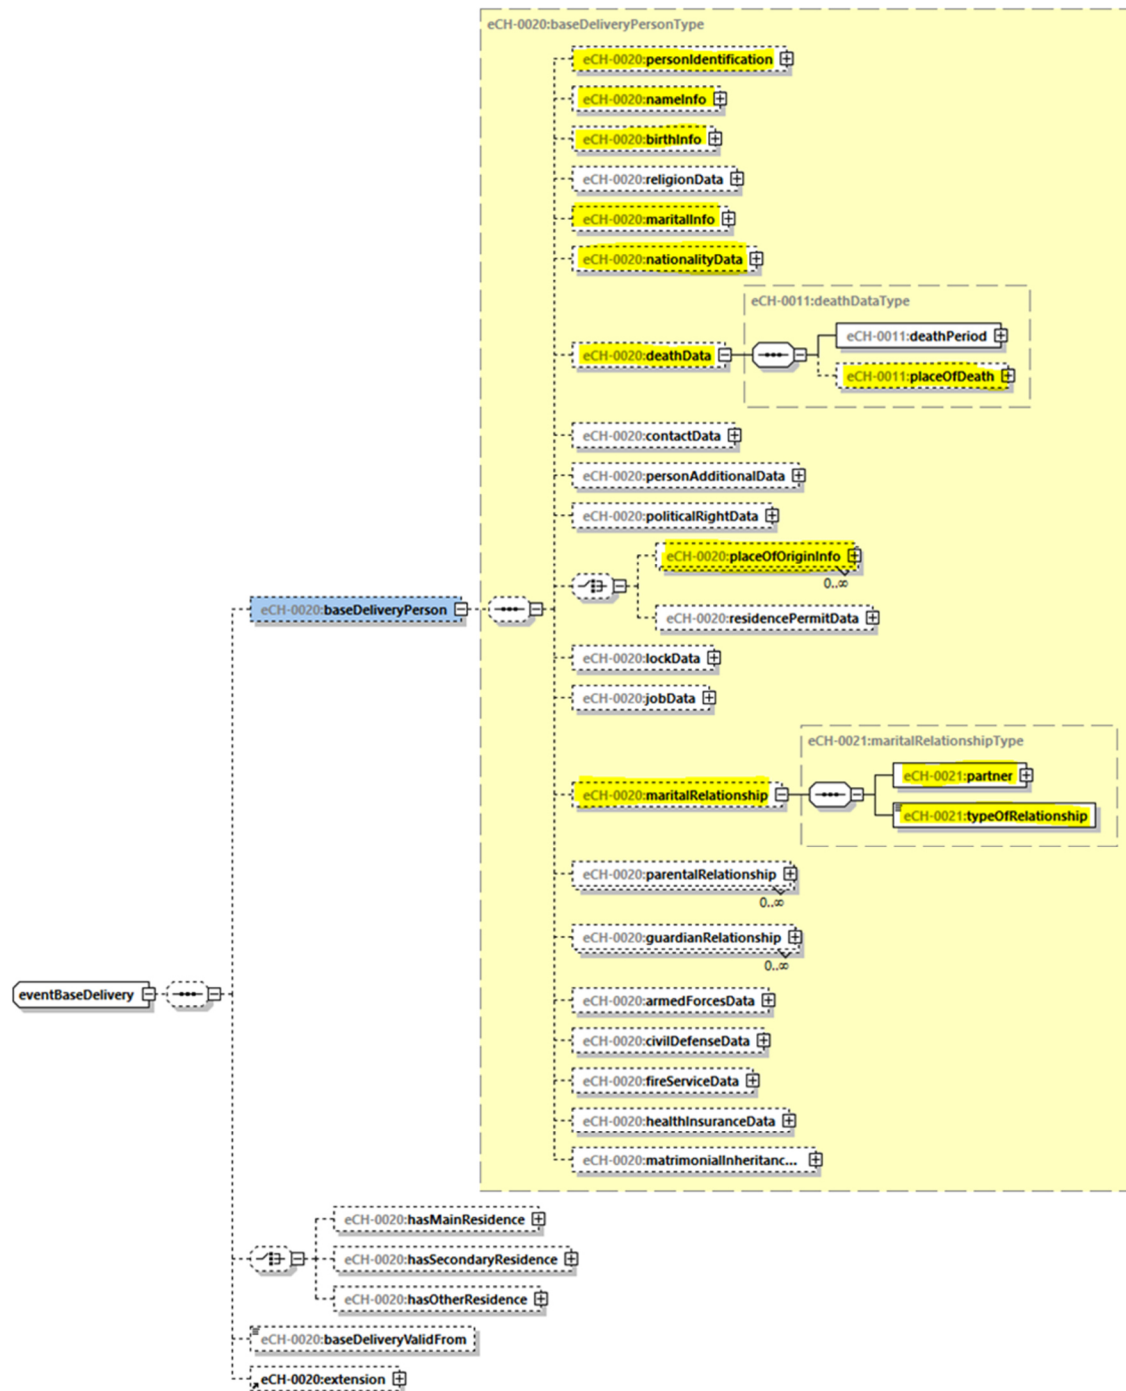 eCH-0020:baseDeliveryPersonType
eCH-0020:personIdentification
eCH-0020:nameInfo
eCH-0020:birthInfo
eCH-0020:religionData
eCH-0020:maritalInfo
eCH-0020:nationalityData
eCH-0011:deathDataType
eCH-0011:deathPeriod
eCH-0020:deathData
eCH-0011:placeOfDeath
eCH-0020:contactData
eCH-0020:personAdditionalData
eCH-0020:politicalRightData
eCH-0020:placeOfOriginInfo
0..∞
eCH-0020:baseDeliveryPerson
eCH-0020:residencePermitData
eCH-0020:lockData
eCH-0020:jobData
eCH-0021:maritalRelationshipType
eCH-0021:partner
eCH-0020:maritalRelationship
eCH-0021:typeOfRelationship
eCH-0020:parentalRelationship
0..∞
eCH-0020:guardianRelationship
0..∞
eventBaseDelivery
eCH-0020:armedForcesData
eCH-0020:civilDefenseData
eCH-0020:fireServiceData
eCH-0020:healthInsuranceData
eCH-0020:matrimonialInheritanc...
eCH-0020:hasMainResidence
eCH-0020:hasSecondaryResidence
eCH-0020:hasOtherResidence
eCH-0020:baseDeliveryValidFrom
eCH-0020:extension